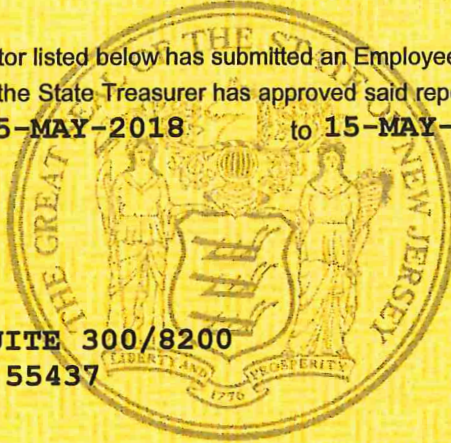 tor listed below has submitted an Employee
the State Treasurer has approved said repo
5-MAY-2018 to 15-MAY-
THE GREAT SEAL OF THE STATE OF NEW JERSEY
UITE 300/8200
55437
LIBERTY AND PROSPERITY
1776